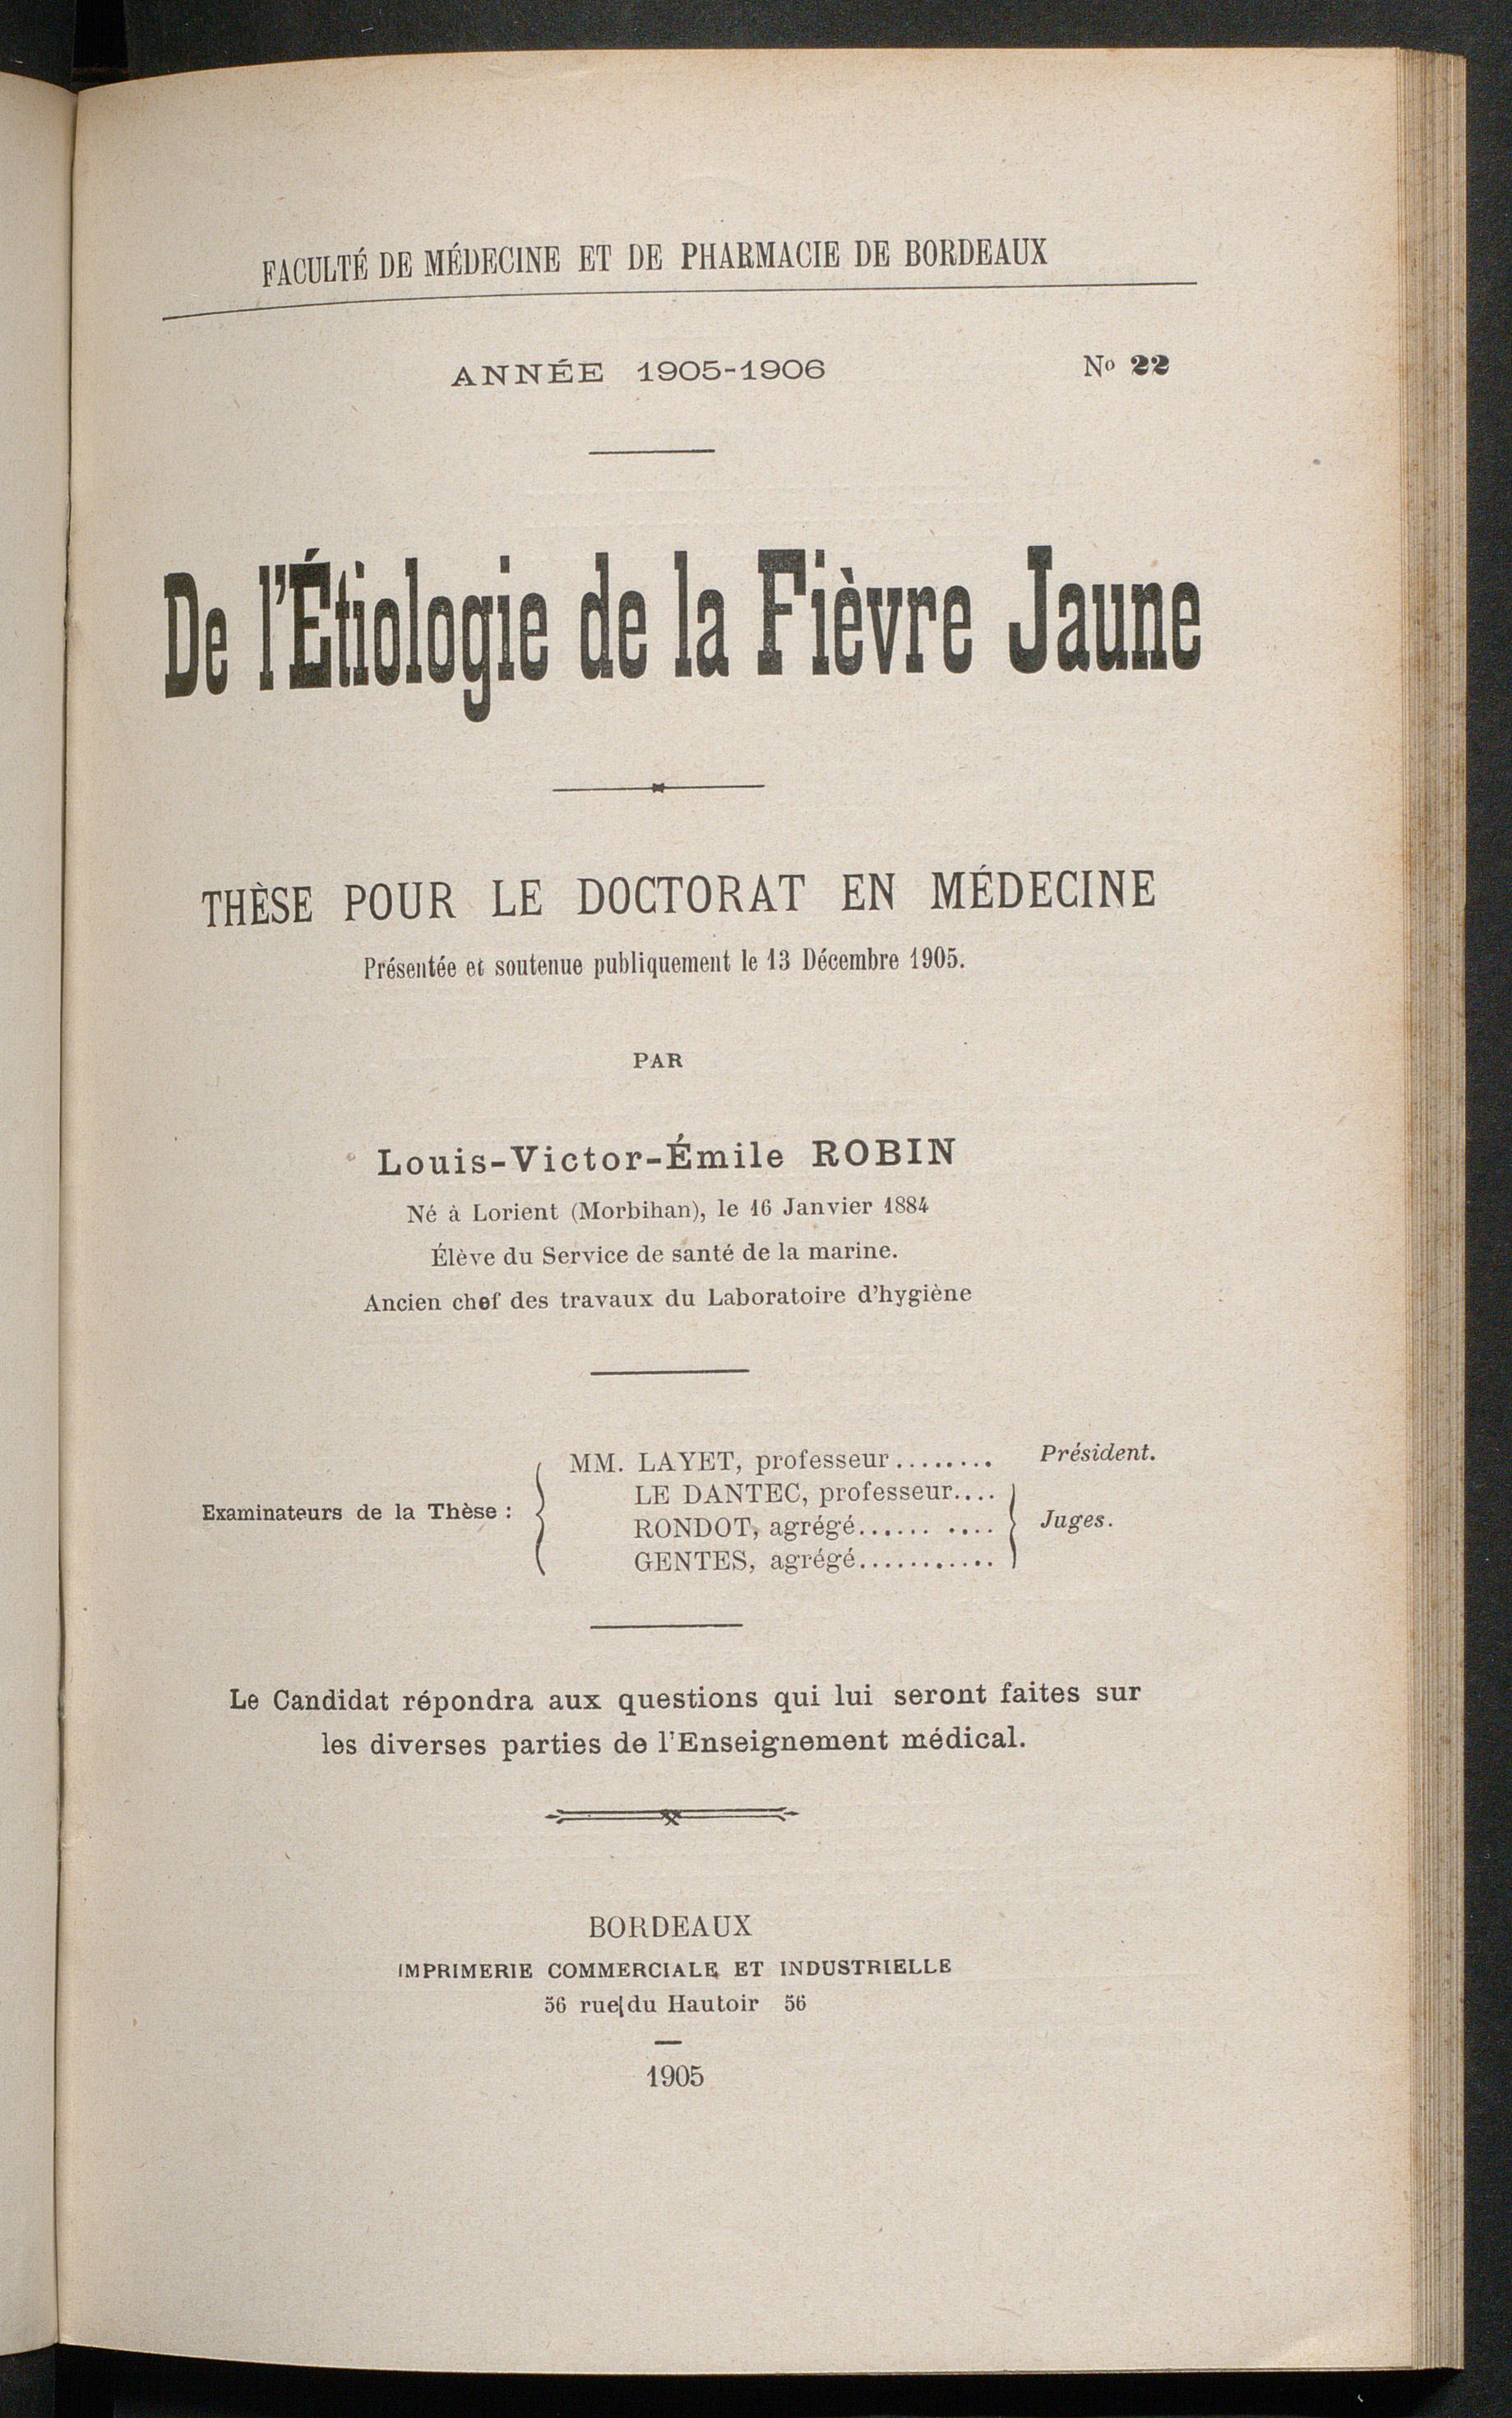 FACULTÉ DE MÉDECINE ET DE PHARMACIE DE BORDEAUX
ANNÉE 1905-1906 No 22
De l'Étiologie de la Fièvre Jaune
THÈSE POUR LE DOCTORAT EN MÉDECINE
Présentée et soutenue publiquement le 13 Décembre 1905.
PAR
Louis-Victor-Émile ROBIN
Né à Lorient (Morbihan), le 16 Janvier 1884
Élève du Service de santé de la marine.
Ancien chef des travaux du Laboratoire d'hygiène
MM. LAYET, professeur........ Président.
LE DANTEC, professeur....
Examinateurs de la Thèse :
RONDOT, agrégé...... .... Juges.
GENTES, agrégé...........
Le Candidat répondra aux questions qui lui seront faites sur
les diverses parties de l'Enseignement médical.
BORDEAUX
IMPRIMERIE COMMERCIALE ET INDUSTRIELLE
56 rue du Hautoir 56
1905